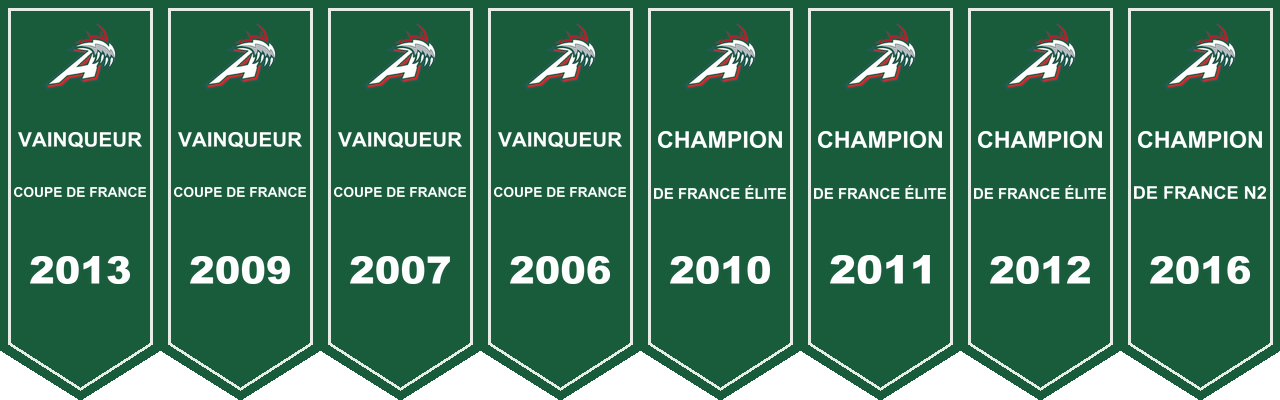 VAINQUEUR
COUPE DE FRANCE
2013
VAINQUEUR
COUPE DE FRANCE
2009
VAINQUEUR
COUPE DE FRANCE
2007
VAINQUEUR
COUPE DE FRANCE
2006
CHAMPION
DE FRANCE ÉLITE
2010
CHAMPION
DE FRANCE ÉLITE
2011
CHAMPION
DE FRANCE ÉLITE
2012
CHAMPION
DE FRANCE N2
2016